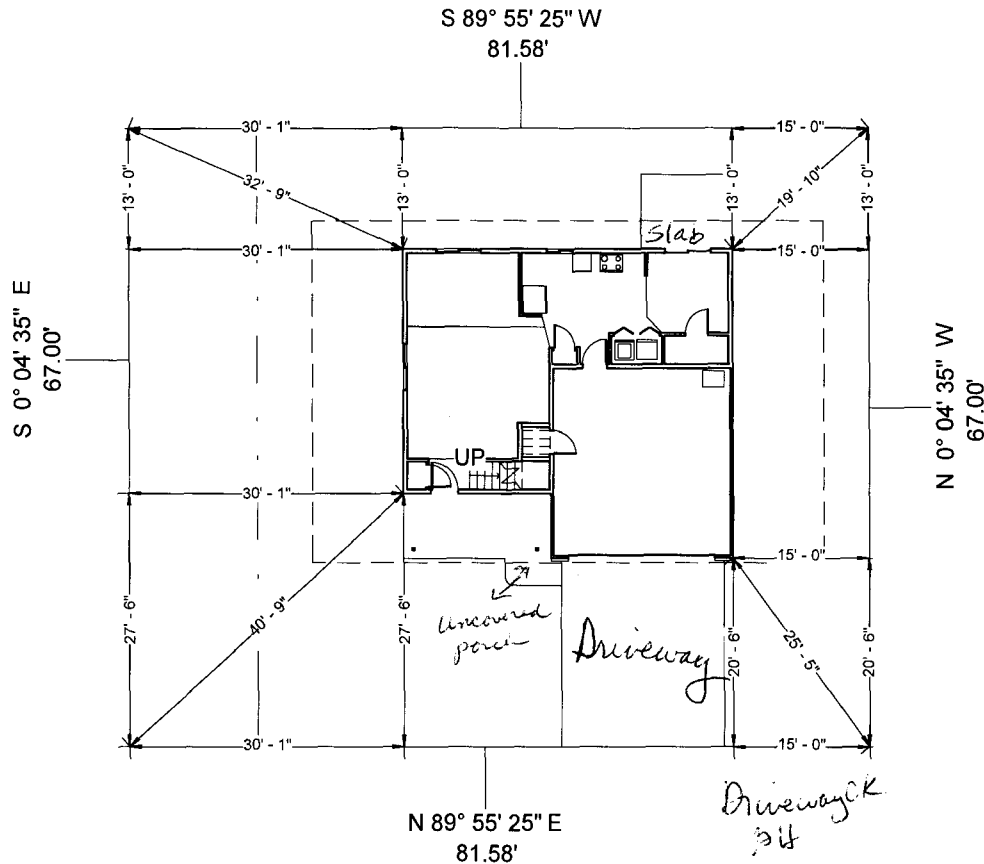 S 89° 55' 25" W
81.58'
30' - 1"
15' - 0"
13' - 0"
32' - 9"
13' - 0"
13' - 0"
19' - 10"
13' - 0"
30' - 1"
Slab
15' - 0"
S 0° 04' 35" E
67.00'
N 0° 04' 35" W
67.00'
UP
30' - 1"
15' - 0"
27' - 6"
40' - 9"
27' - 6"
uncovered
porch
Driveway
20' - 6"
25' - 5"
20' - 6"
30' - 1"
15' - 0"
N 89° 55' 25" E
81.58'
Driveway OK